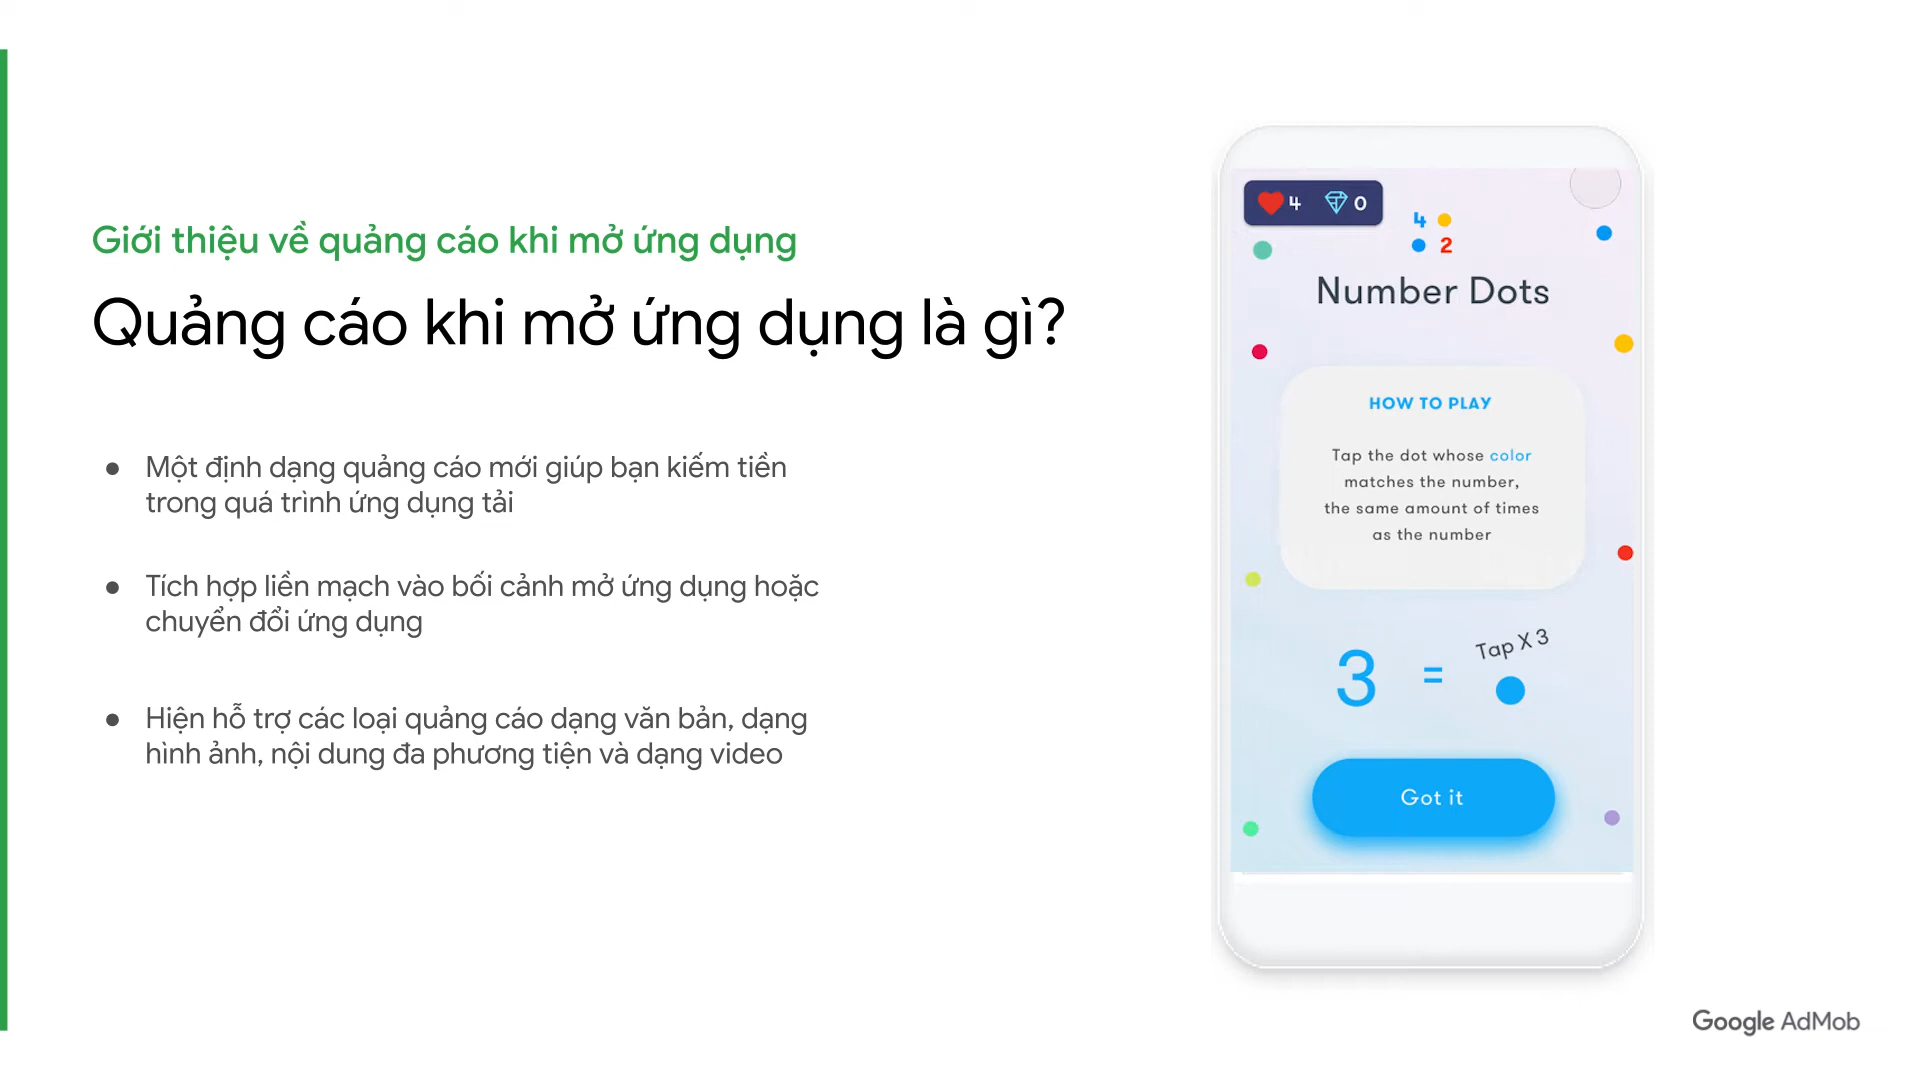 Giới thiệu về quảng cáo khi mở ứng dụng
Quảng cáo khi mở ứng dụng là gì?
● Một định dạng quảng cáo mới giúp bạn kiếm tiền
trong quá trình ứng dụng tải
● Tích hợp liền mạch vào bối cảnh mở ứng dụng hoặc
chuyển đổi ứng dụng
● Hiện hỗ trợ các loại quảng cáo dạng văn bản, dạng
hình ảnh, nội dung đa phương tiện và dạng video
4 0
4
2
Number Dots
HOW TO PLAY
Tap the dot whose color
matches the number,
the same amount of times
as the number
Tap X 3
3 =
Got it
Google AdMob